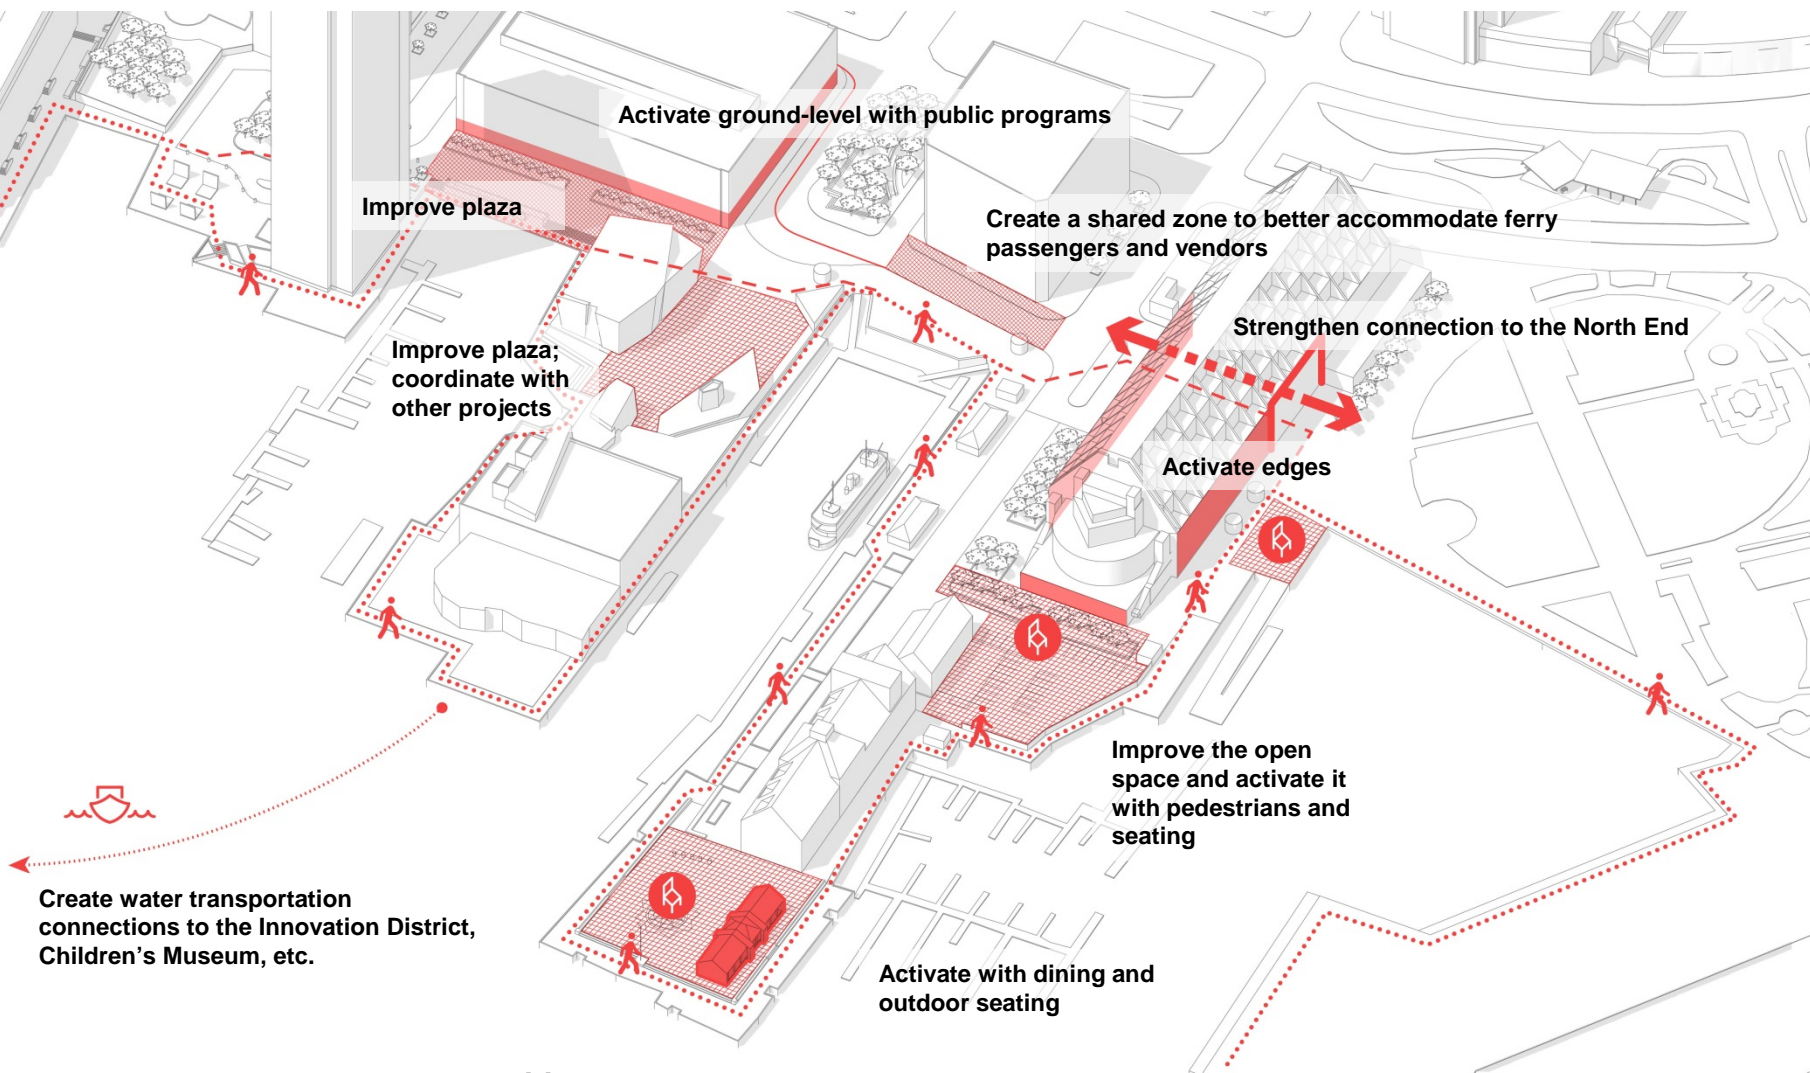 Activate ground-level with public programs
Improve plaza
Create a shared zone to better accommodate ferry
passengers and vendors
Strengthen connection to the North End
Improve plaza;
coordinate with
other projects
Activate edges
Improve the open
space and activate it
with pedestrians and
seating
Create water transportation
connections to the Innovation District,
Children’s Museum, etc.
Activate with dining and
outdoor seating